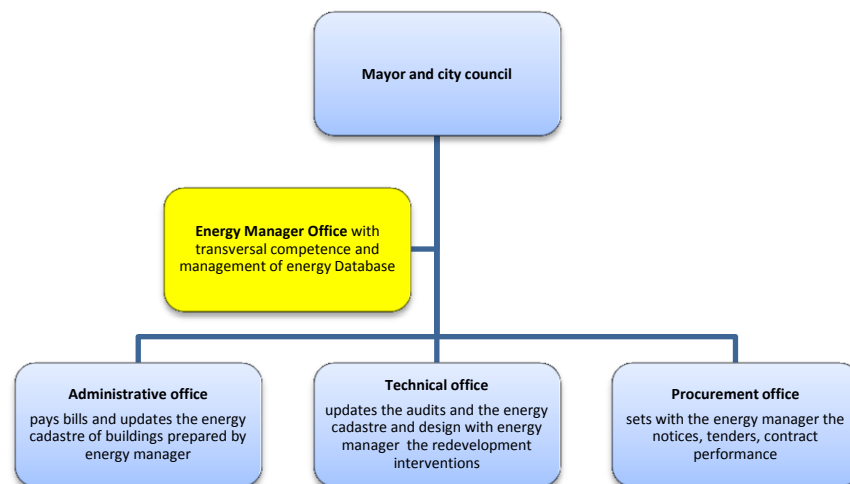 Mayor and city council
Energy Manager Office with
transversal competence and
management of energy Database
Administrative office
pays bills and updates the energy
cadastre of buildings prepared by
energy manager
Technical office
updates the audits and the energy
cadastre and design with energy
manager the redevelopment
interventions
Procurement office
sets with the energy manager the
notices, tenders, contract
performance